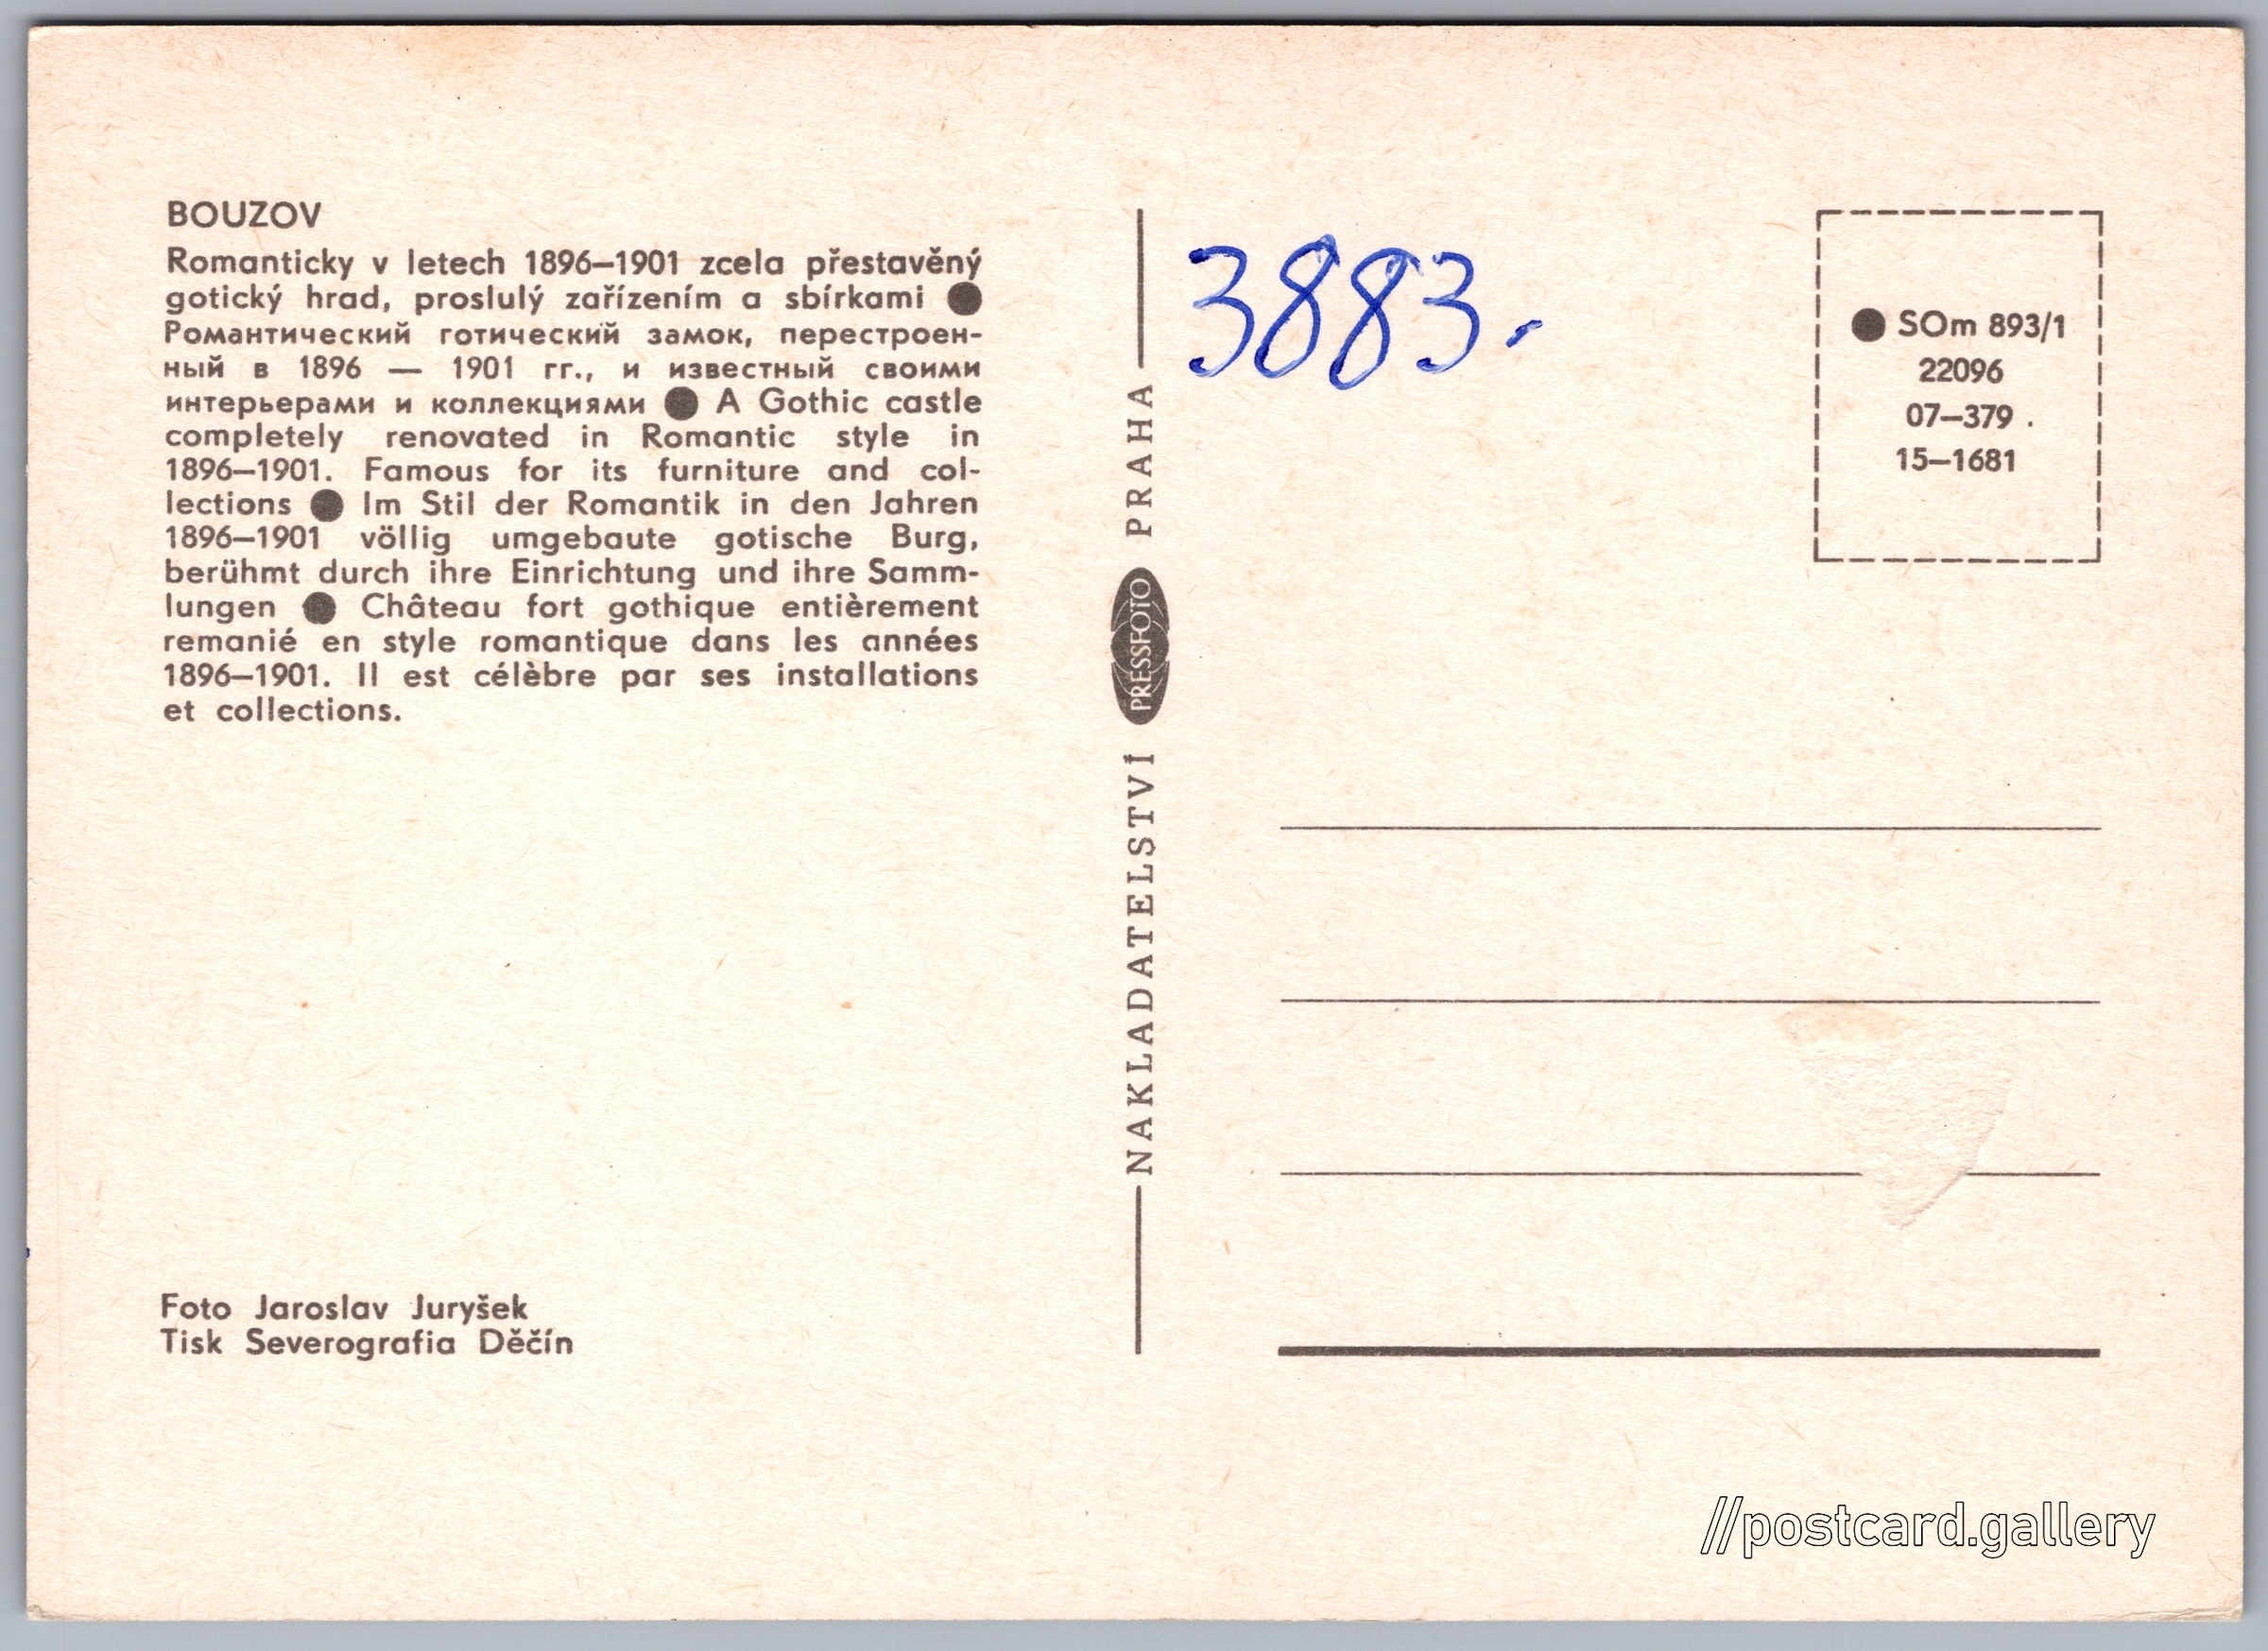 BOUZOV
Romanticky v letech 1896–1901 zcela přestavěný
gotický hrad, proslulý zařízením a sbírkami ●
Романтический готический замок, перестроен-
ный в 1896 — 1901 гг., и известный своими
интерьерами и коллекциями ● A Gothic castle
completely renovated in Romantic style in
1896–1901. Famous for its furniture and col-
lections ● Im Stil der Romantik in den Jahren
1896–1901 völlig umgebaute gotische Burg,
berühmt durch ihre Einrichtung und ihre Samm-
lungen ● Château fort gothique entièrement
remanié en style romantique dans les années
1896–1901. Il est célèbre par ses installations
et collections.
Foto Jaroslav Juryšek
Tisk Severografia Děčín
NAKLADATELSTVÍ PRESSFOTO PRAHA
3883.
● SOm 893/1
22096
07–379 .
15–1681
//postcard.gallery